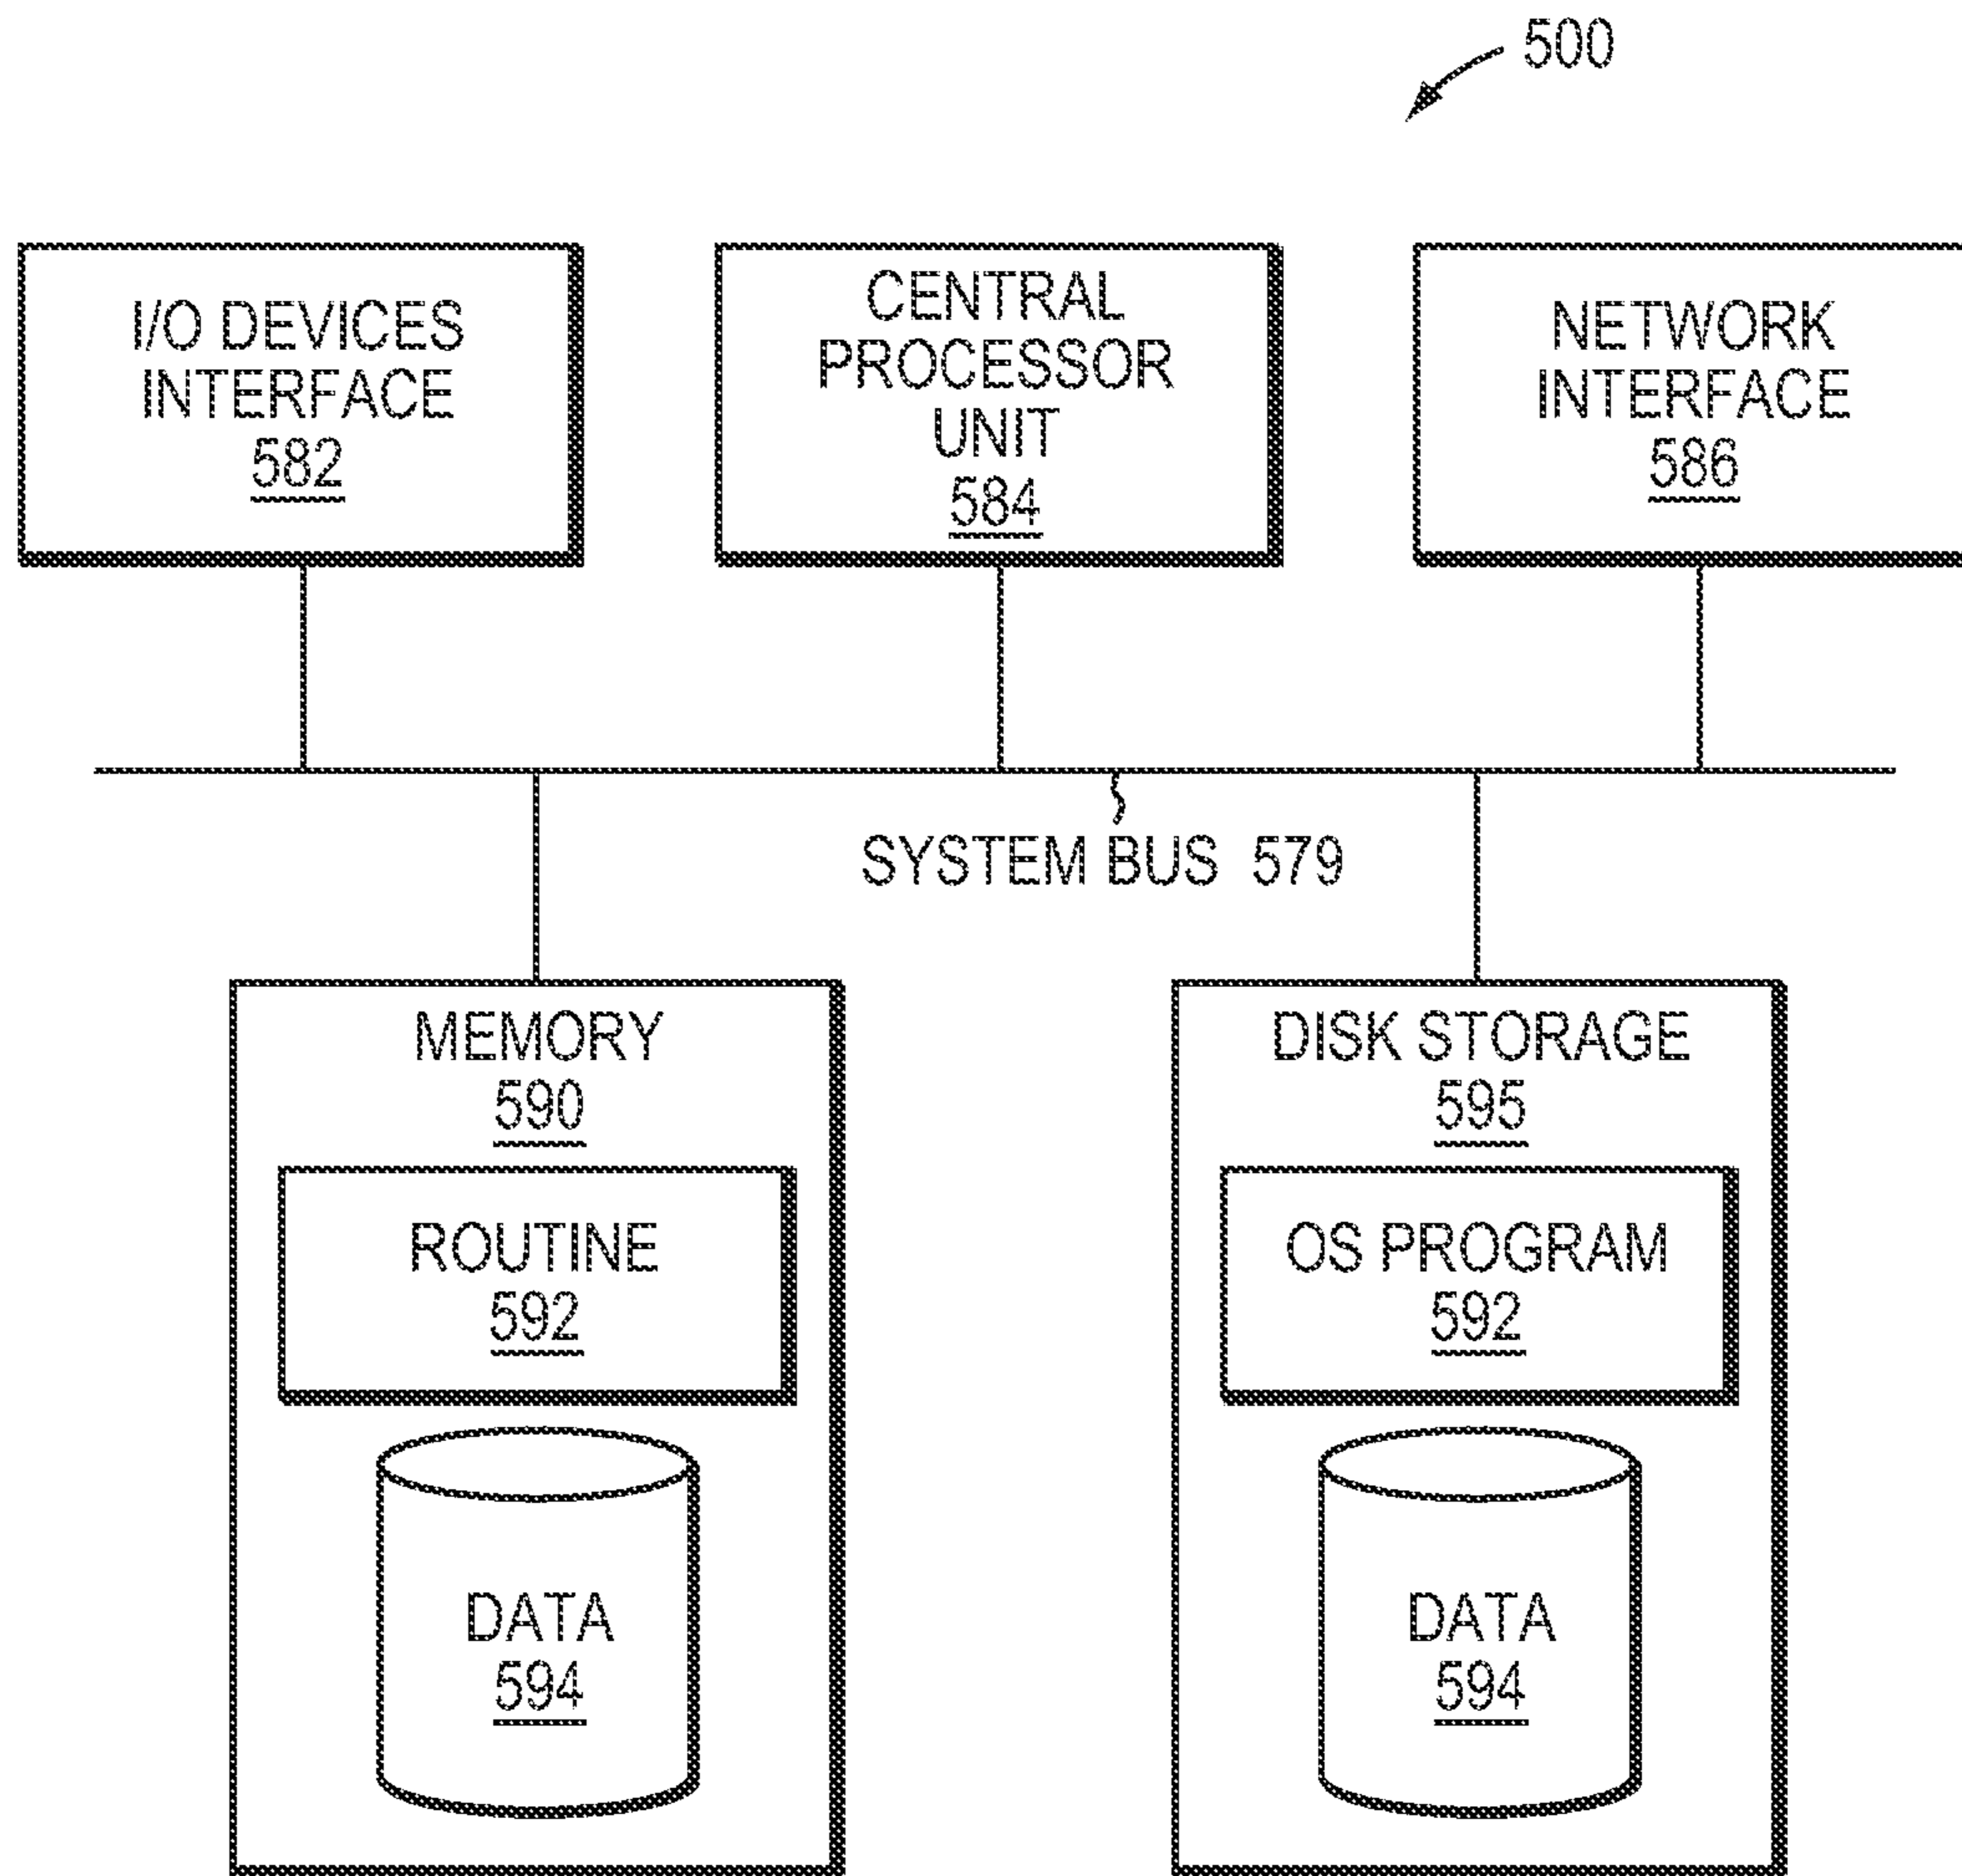 500
I/O DEVICES
INTERFACE
582
CENTRAL
PROCESSOR
UNIT
584
NETWORK
INTERFACE
586
SYSTEM BUS 579
MEMORY
590
ROUTINE
592
DATA
594
DISK STORAGE
595
OS PROGRAM
592
DATA
594